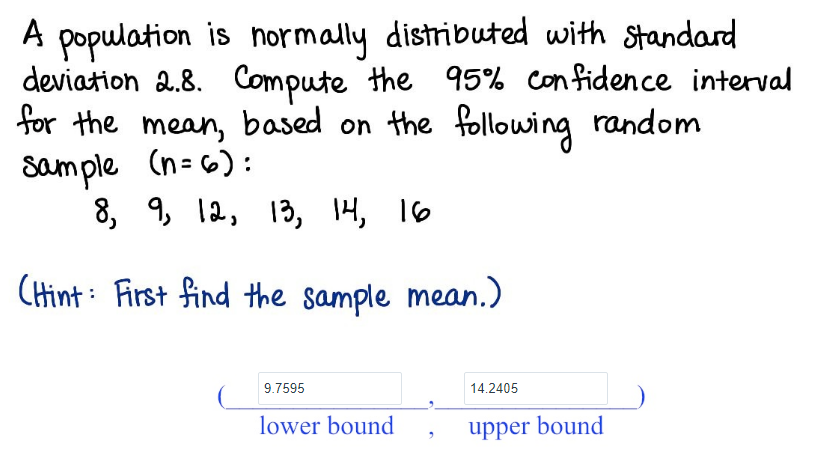 A population is normally distributed with standard
deviation 2.8. Compute the 95% confidence interval
for the mean, based on the following random
sample (n=6):
8, 9, 12, 13, 14, 16
(Hint: First find the sample mean.)
( 9.7595 , 14.2405 )
lower bound , upper bound